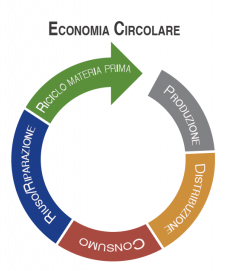 Economia Circolare
Produzione
Distribuzione
Consumo
Riuso/Riparazione
Riciclo materia prima